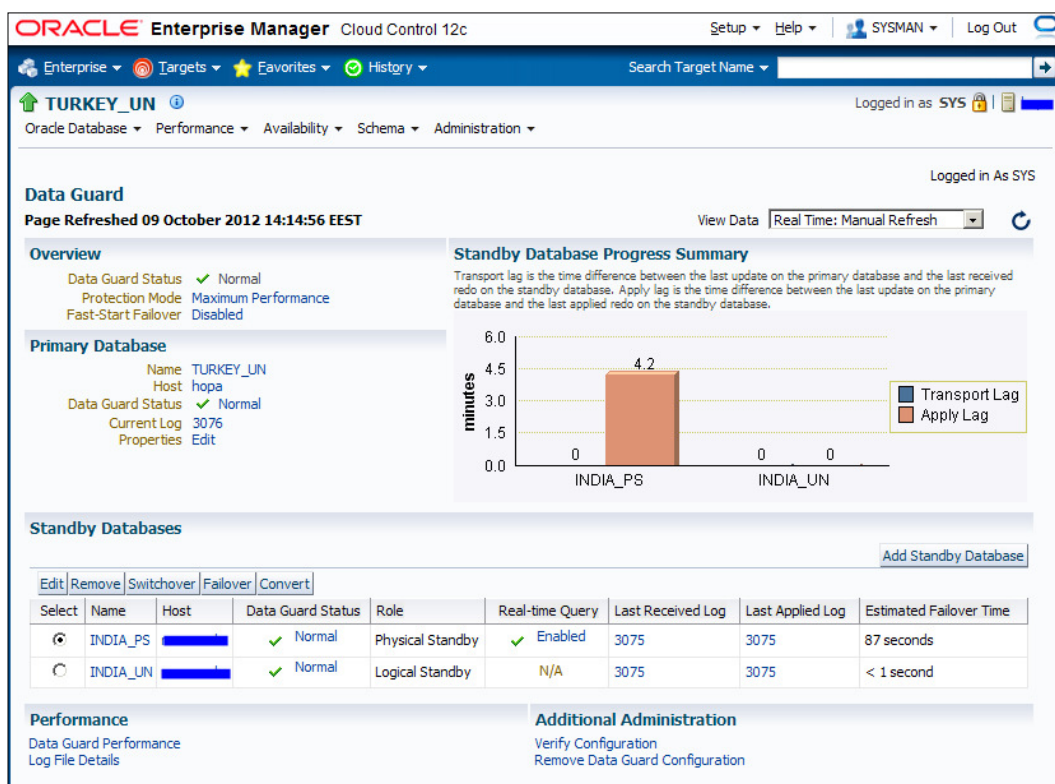 ORACLE Enterprise Manager Cloud Control 12c
Setup Help SYSMAN Log Out
Enterprise Targets Favorites History Search Target Name
TURKEY_UN
Logged in as SYS
Oracle Database Performance Availability Schema Administration
Logged in As SYS
Data Guard
Page Refreshed 09 October 2012 14:14:56 EEST
View Data Real Time: Manual Refresh
Overview
Data Guard Status Normal
Protection Mode Maximum Performance
Fast-Start Failover Disabled
Primary Database
Name TURKEY_UN
Host hopa
Data Guard Status Normal
Current Log 3076
Properties Edit
Standby Database Progress Summary
Transport lag is the time difference between the last update on the primary database and the last received
redo on the standby database. Apply lag is the time difference between the last update on the primary
database and the last applied redo on the standby database.
6.0
4.5
3.0
1.5
0.0
minutes
0 4.2 0 0
INDIA_PS INDIA_UN
Transport Lag
Apply Lag
Standby Databases
Add Standby Database
Edit Remove Switchover Failover Convert
Select Name Host Data Guard Status Role Real-time Query Last Received Log Last Applied Log Estimated Failover Time
INDIA_PS Normal Physical Standby Enabled 3075 3075 87 seconds
INDIA_UN Normal Logical Standby N/A 3075 3075 < 1 second
Performance
Data Guard Performance
Log File Details
Additional Administration
Verify Configuration
Remove Data Guard Configuration